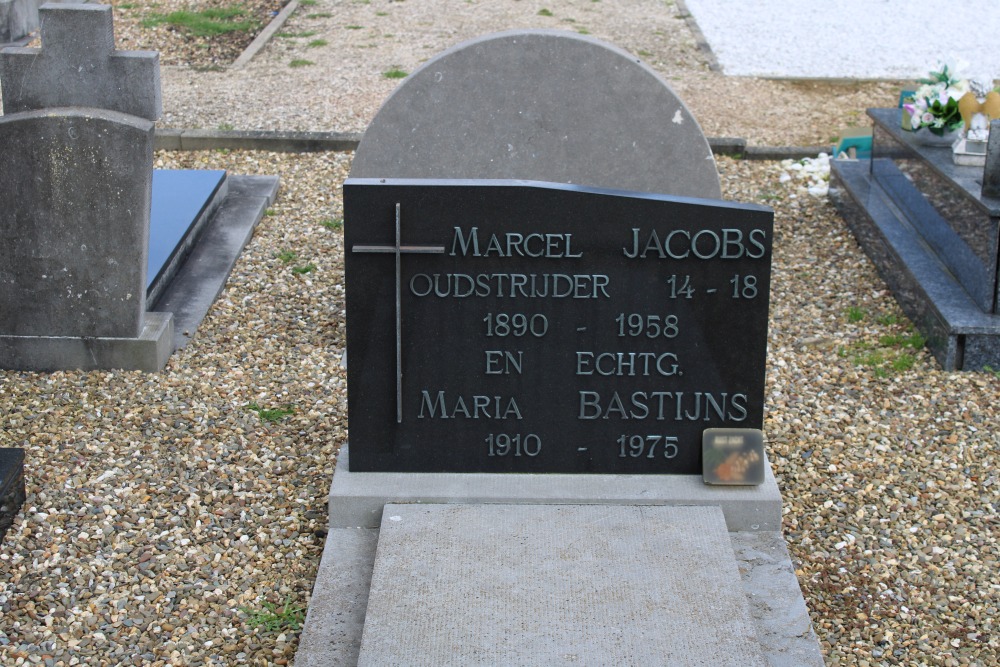 MARCEL JACOBS
OUDSTRIJDER 14 - 18
1890 - 1958
EN ECHTG.
MARIA BASTIJNS
1910 - 1975